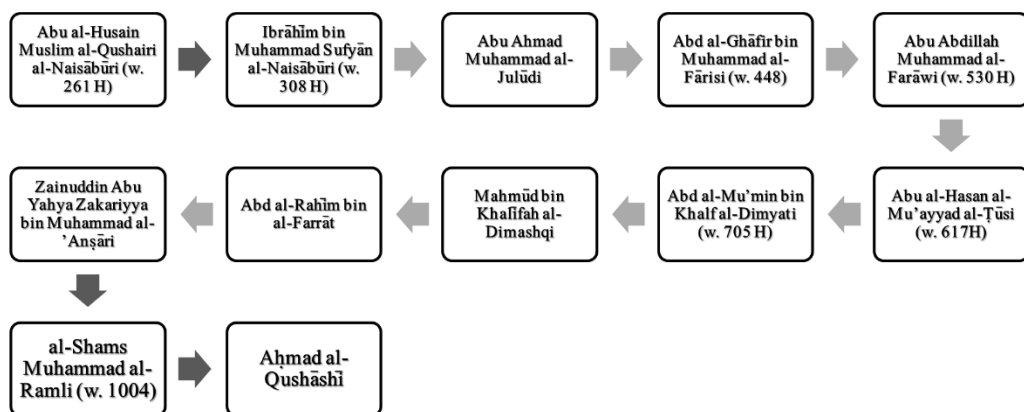 Abu al-Husain
Muslim al-Qushairi
al-Naisābūri (w.
261 H)
Ibrāhīm bin
Muhammad Sufyān
al-Naisābūri (w.
308 H)
Abu Ahmad
Muhammad al-
Julūdi
Abd al-Ghāfir bin
Muhammad al-
Fārisi (w. 448)
Abu Abdillah
Muhammad al-
Farāwi (w. 530 H)
Abu al-Hasan al-
Mu’ayyad al-Ṭūsi
(w. 617H)
Abd al-Mu’min bin
Khalf al-Dimyati
(w. 705 H)
Mahmūd bin
Khalīfah al-
Dimashqi
Abd al-Rahīm bin
al-Farrāt
Zainuddin Abu
Yahya Zakariyya
bin Muhammad al-
’Anṣāri
al-Shams
Muhammad al-
Ramli (w. 1004)
Aḥmad al-
Qushāshī